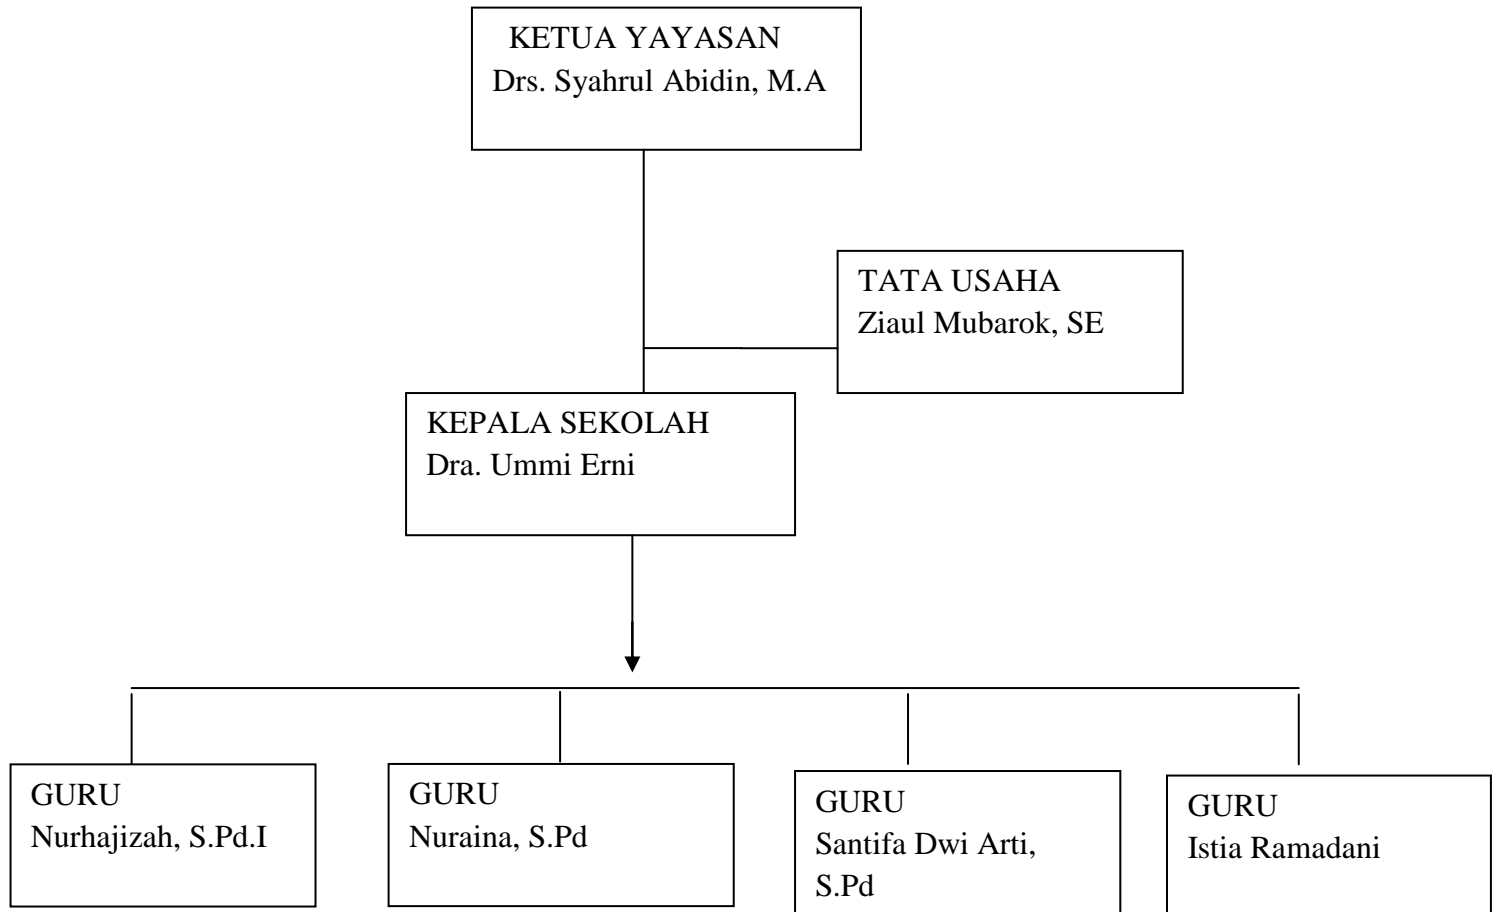 KETUA YAYASAN
Drs. Syahrul Abidin, M.A
TATA USAHA
Ziaul Mubarok, SE
KEPALA SEKOLAH
Dra. Ummi Erni
GURU
Nurhajizah, S.Pd.I
GURU
Nuraina, S.Pd
GURU
Santifa Dwi Arti,
S.Pd
GURU
Istia Ramadani